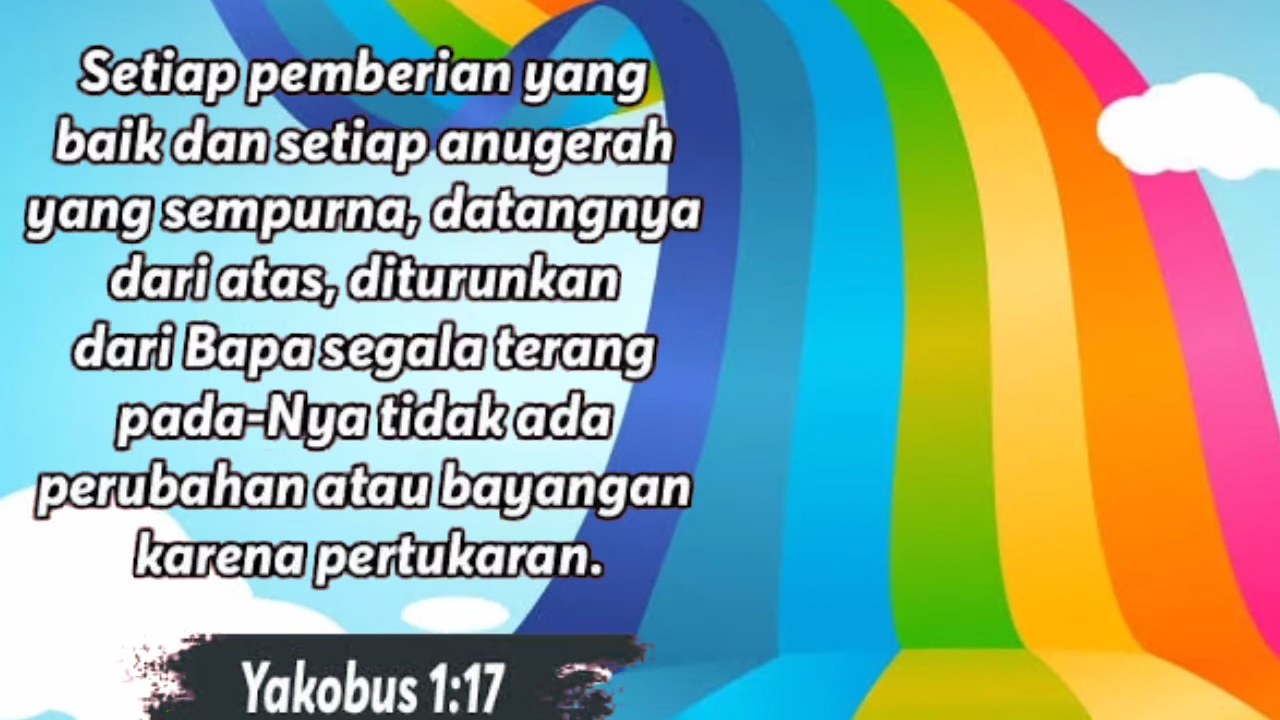 Setiap pemberian yang
baik dan setiap anugerah
yang sempurna, datangnya
dari atas, diturunkan
dari Bapa segala terang
pada-Nya tidak ada
perubahan atau bayangan
karena pertukaran.
Yakobus 1:17